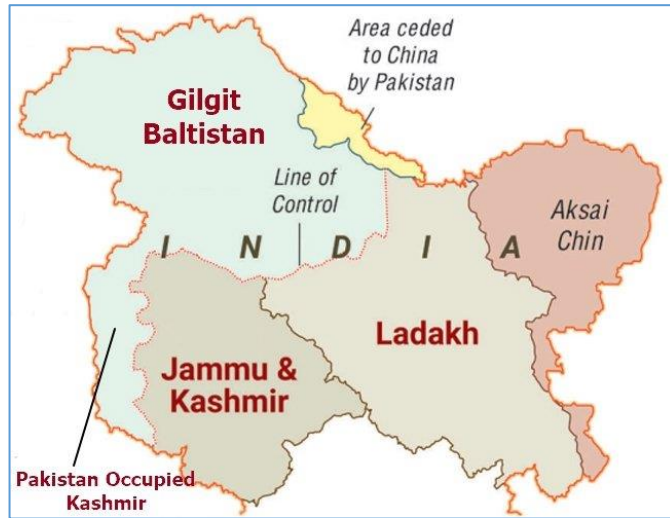 Area ceded
to China
by Pakistan
Gilgit
Baltistan
Line of
Control
Aksai
Chin
I N D I A
Ladakh
Jammu &
Kashmir
Pakistan Occupied
Kashmir